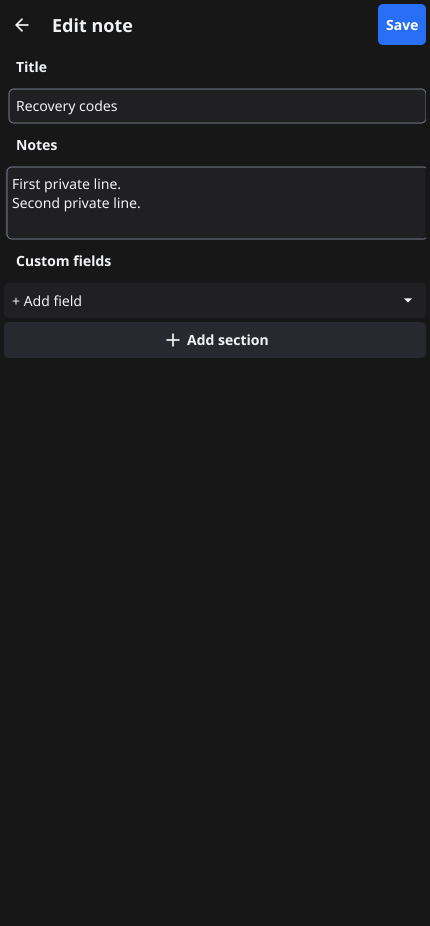 Edit note
Save
Title
Recovery codes
Notes
First private line.
Second private line.
Custom fields
+ Add field
+ Add section